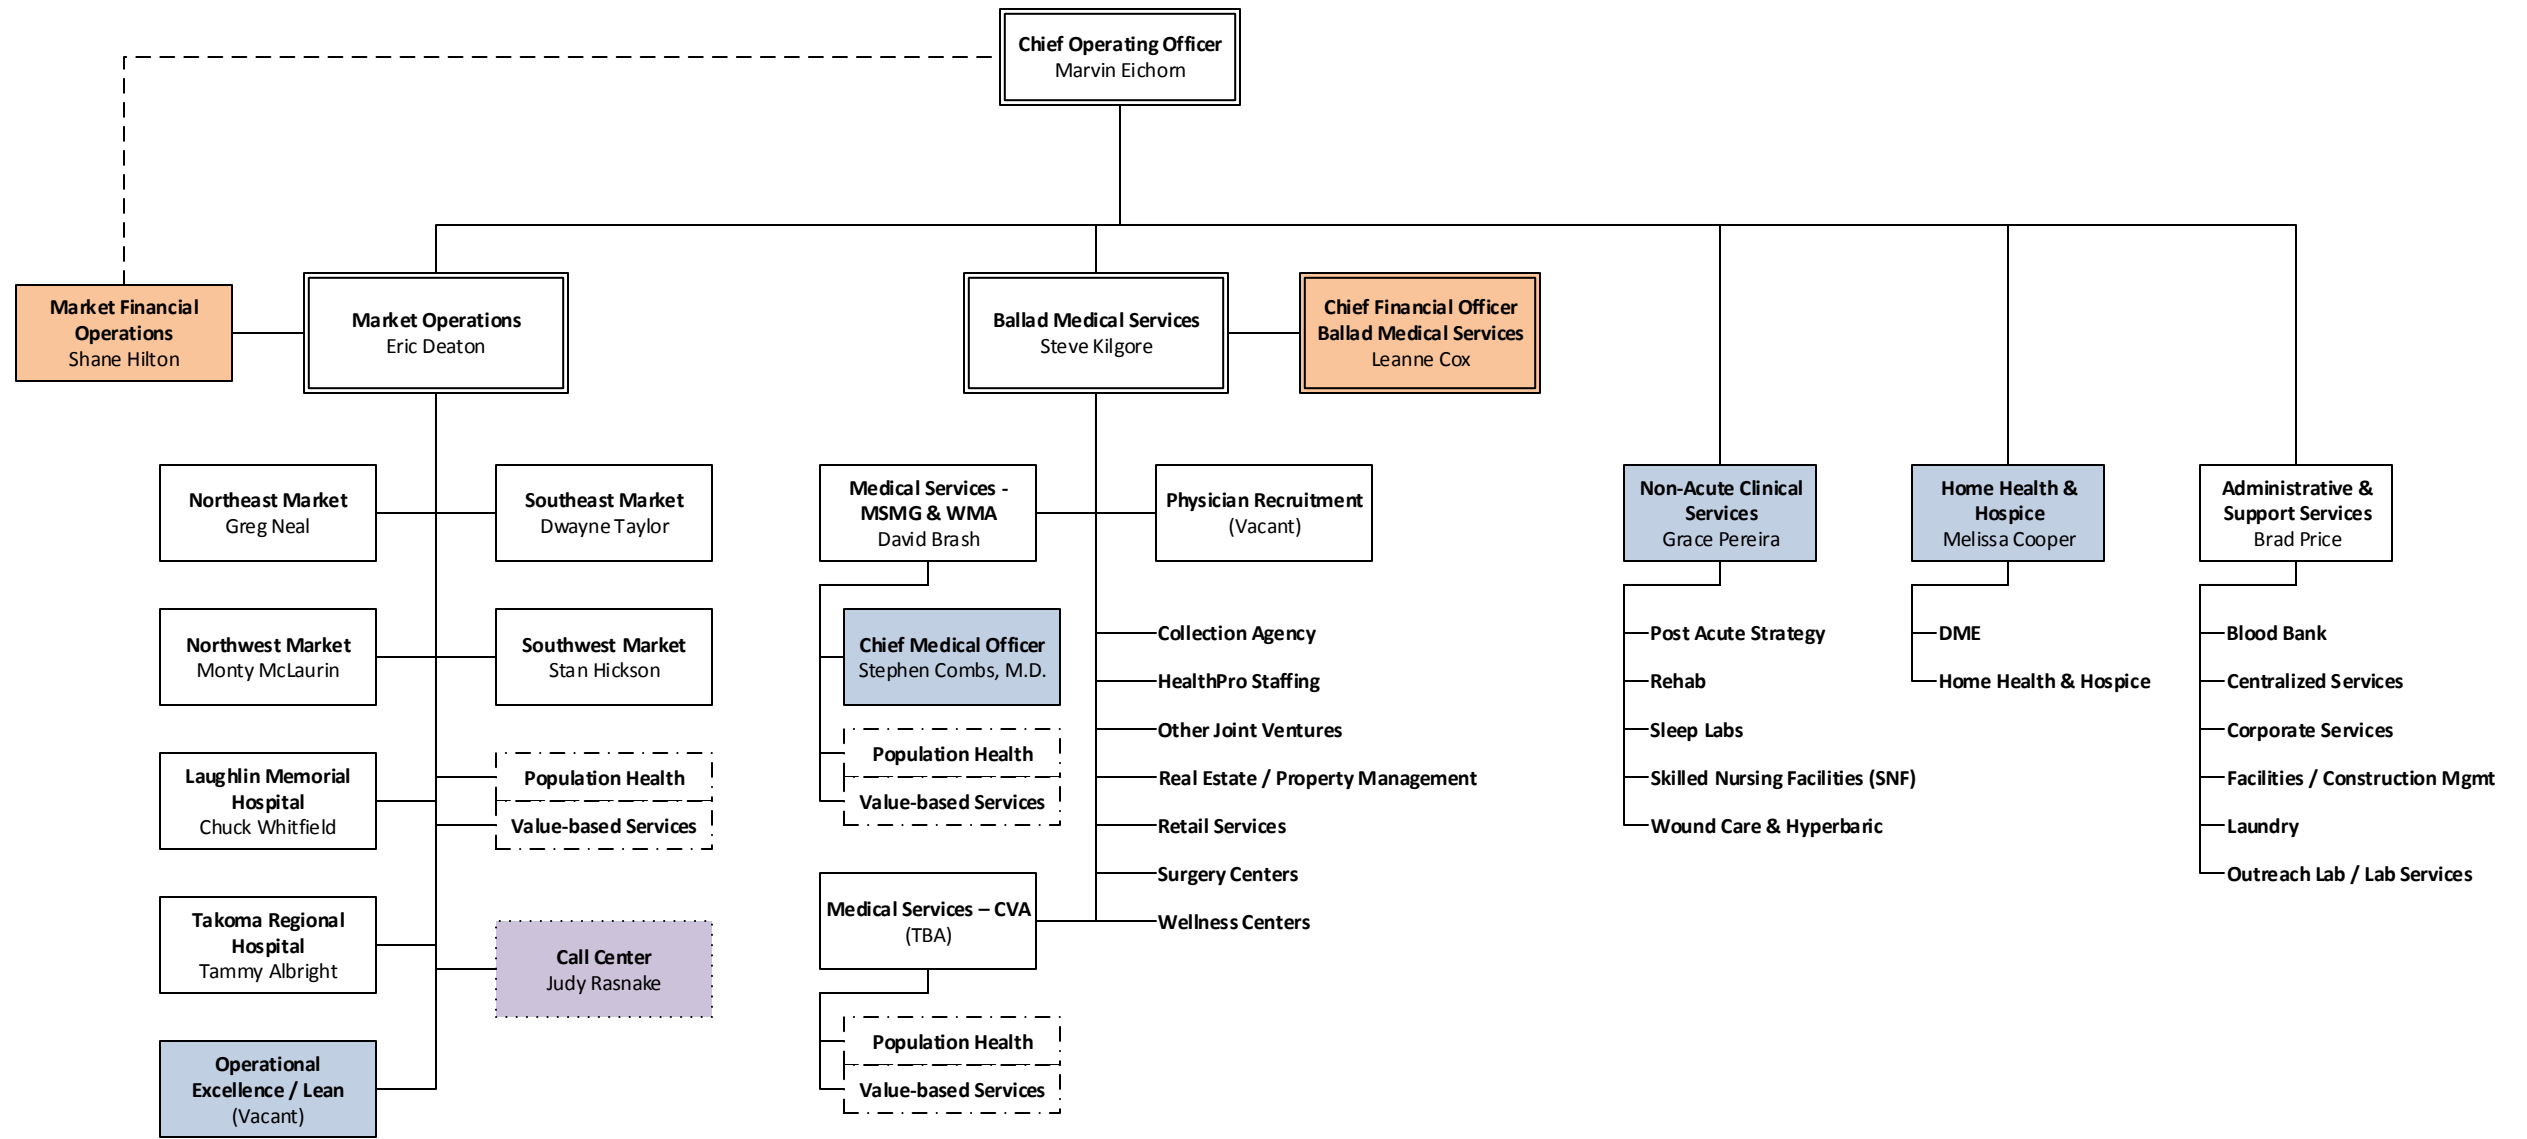 Chief Operating Officer
Marvin Eichorn
Market Financial
Operations
Shane Hilton
Market Operations
Eric Deaton
Ballad Medical Services
Steve Kilgore
Chief Financial Officer
Ballad Medical Services
Leanne Cox
Northeast Market
Greg Neal
Southeast Market
Dwayne Taylor
Northwest Market
Monty McLaurin
Southwest Market
Stan Hickson
Laughlin Memorial
Hospital
Chuck Whitfield
Population Health
Value-based Services
Takoma Regional
Hospital
Tammy Albright
Call Center
Judy Rasnake
Operational
Excellence / Lean
(Vacant)
Medical Services -
MSMG & WMA
David Brash
Physician Recruitment
(Vacant)
Chief Medical Officer
Stephen Combs, M.D.
Population Health
Value-based Services
Medical Services – CVA
(TBA)
Population Health
Value-based Services
Collection Agency
HealthPro Staffing
Other Joint Ventures
Real Estate / Property Management
Retail Services
Surgery Centers
Wellness Centers
Non-Acute Clinical
Services
Grace Pereira
Post Acute Strategy
Rehab
Sleep Labs
Skilled Nursing Facilities (SNF)
Wound Care & Hyperbaric
Home Health &
Hospice
Melissa Cooper
DME
Home Health & Hospice
Administrative &
Support Services
Brad Price
Blood Bank
Centralized Services
Corporate Services
Facilities / Construction Mgmt
Laundry
Outreach Lab / Lab Services